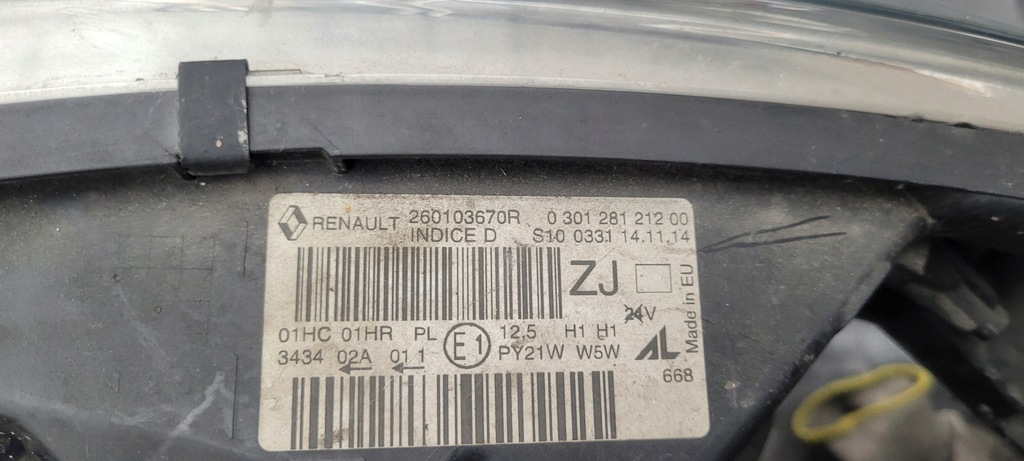 RENAULT 260103670R 0 301 281 212 00
INDICE D S10 0331 14.11.14
ZJ
24V
01HC 01HR PL E1 12,5 H1 H1
3434 02A 01 1 PY21W W5W AL
668
Made in EU